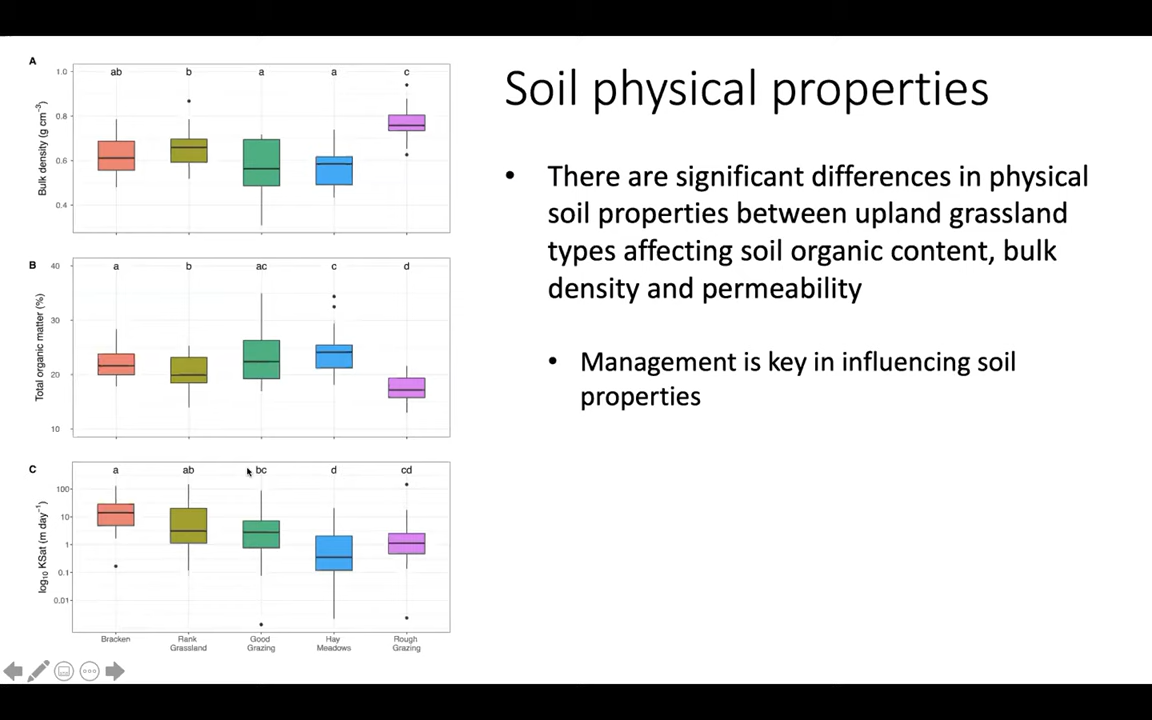 A
1.0
0.8
0.6
0.4
Bulk density (g cm⁻³)
ab b a a c
B
40
30
20
10
Total organic matter (%)
a b ac c d
C
100
10
1
0.1
0.01
log₁₀ KSat (m day⁻¹)
a ab bc d cd
Bracken
Rank
Grassland
Good
Grazing
Hay
Meadows
Rough
Grazing
Soil physical properties
• There are significant differences in physical
soil properties between upland grassland
types affecting soil organic content, bulk
density and permeability
• Management is key in influencing soil
properties